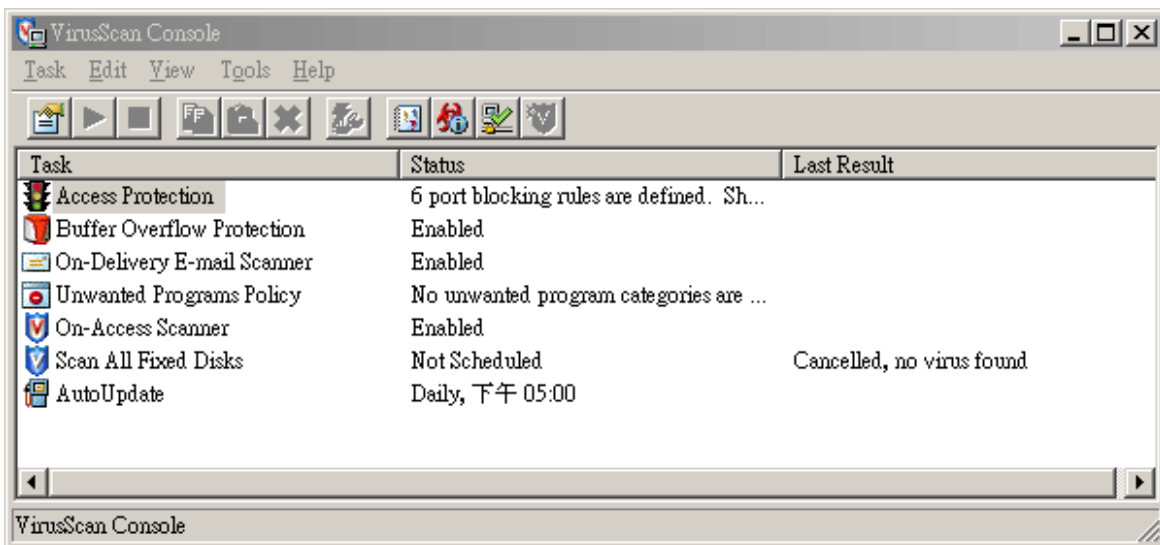 VirusScan Console
Task Edit View Tools Help
Task Status Last Result
Access Protection 6 port blocking rules are defined. Sh...
Buffer Overflow Protection Enabled
On-Delivery E-mail Scanner Enabled
Unwanted Programs Policy No unwanted program categories are ...
On-Access Scanner Enabled
Scan All Fixed Disks Not Scheduled Cancelled, no virus found
AutoUpdate Daily, 下午 05:00
VirusScan Console